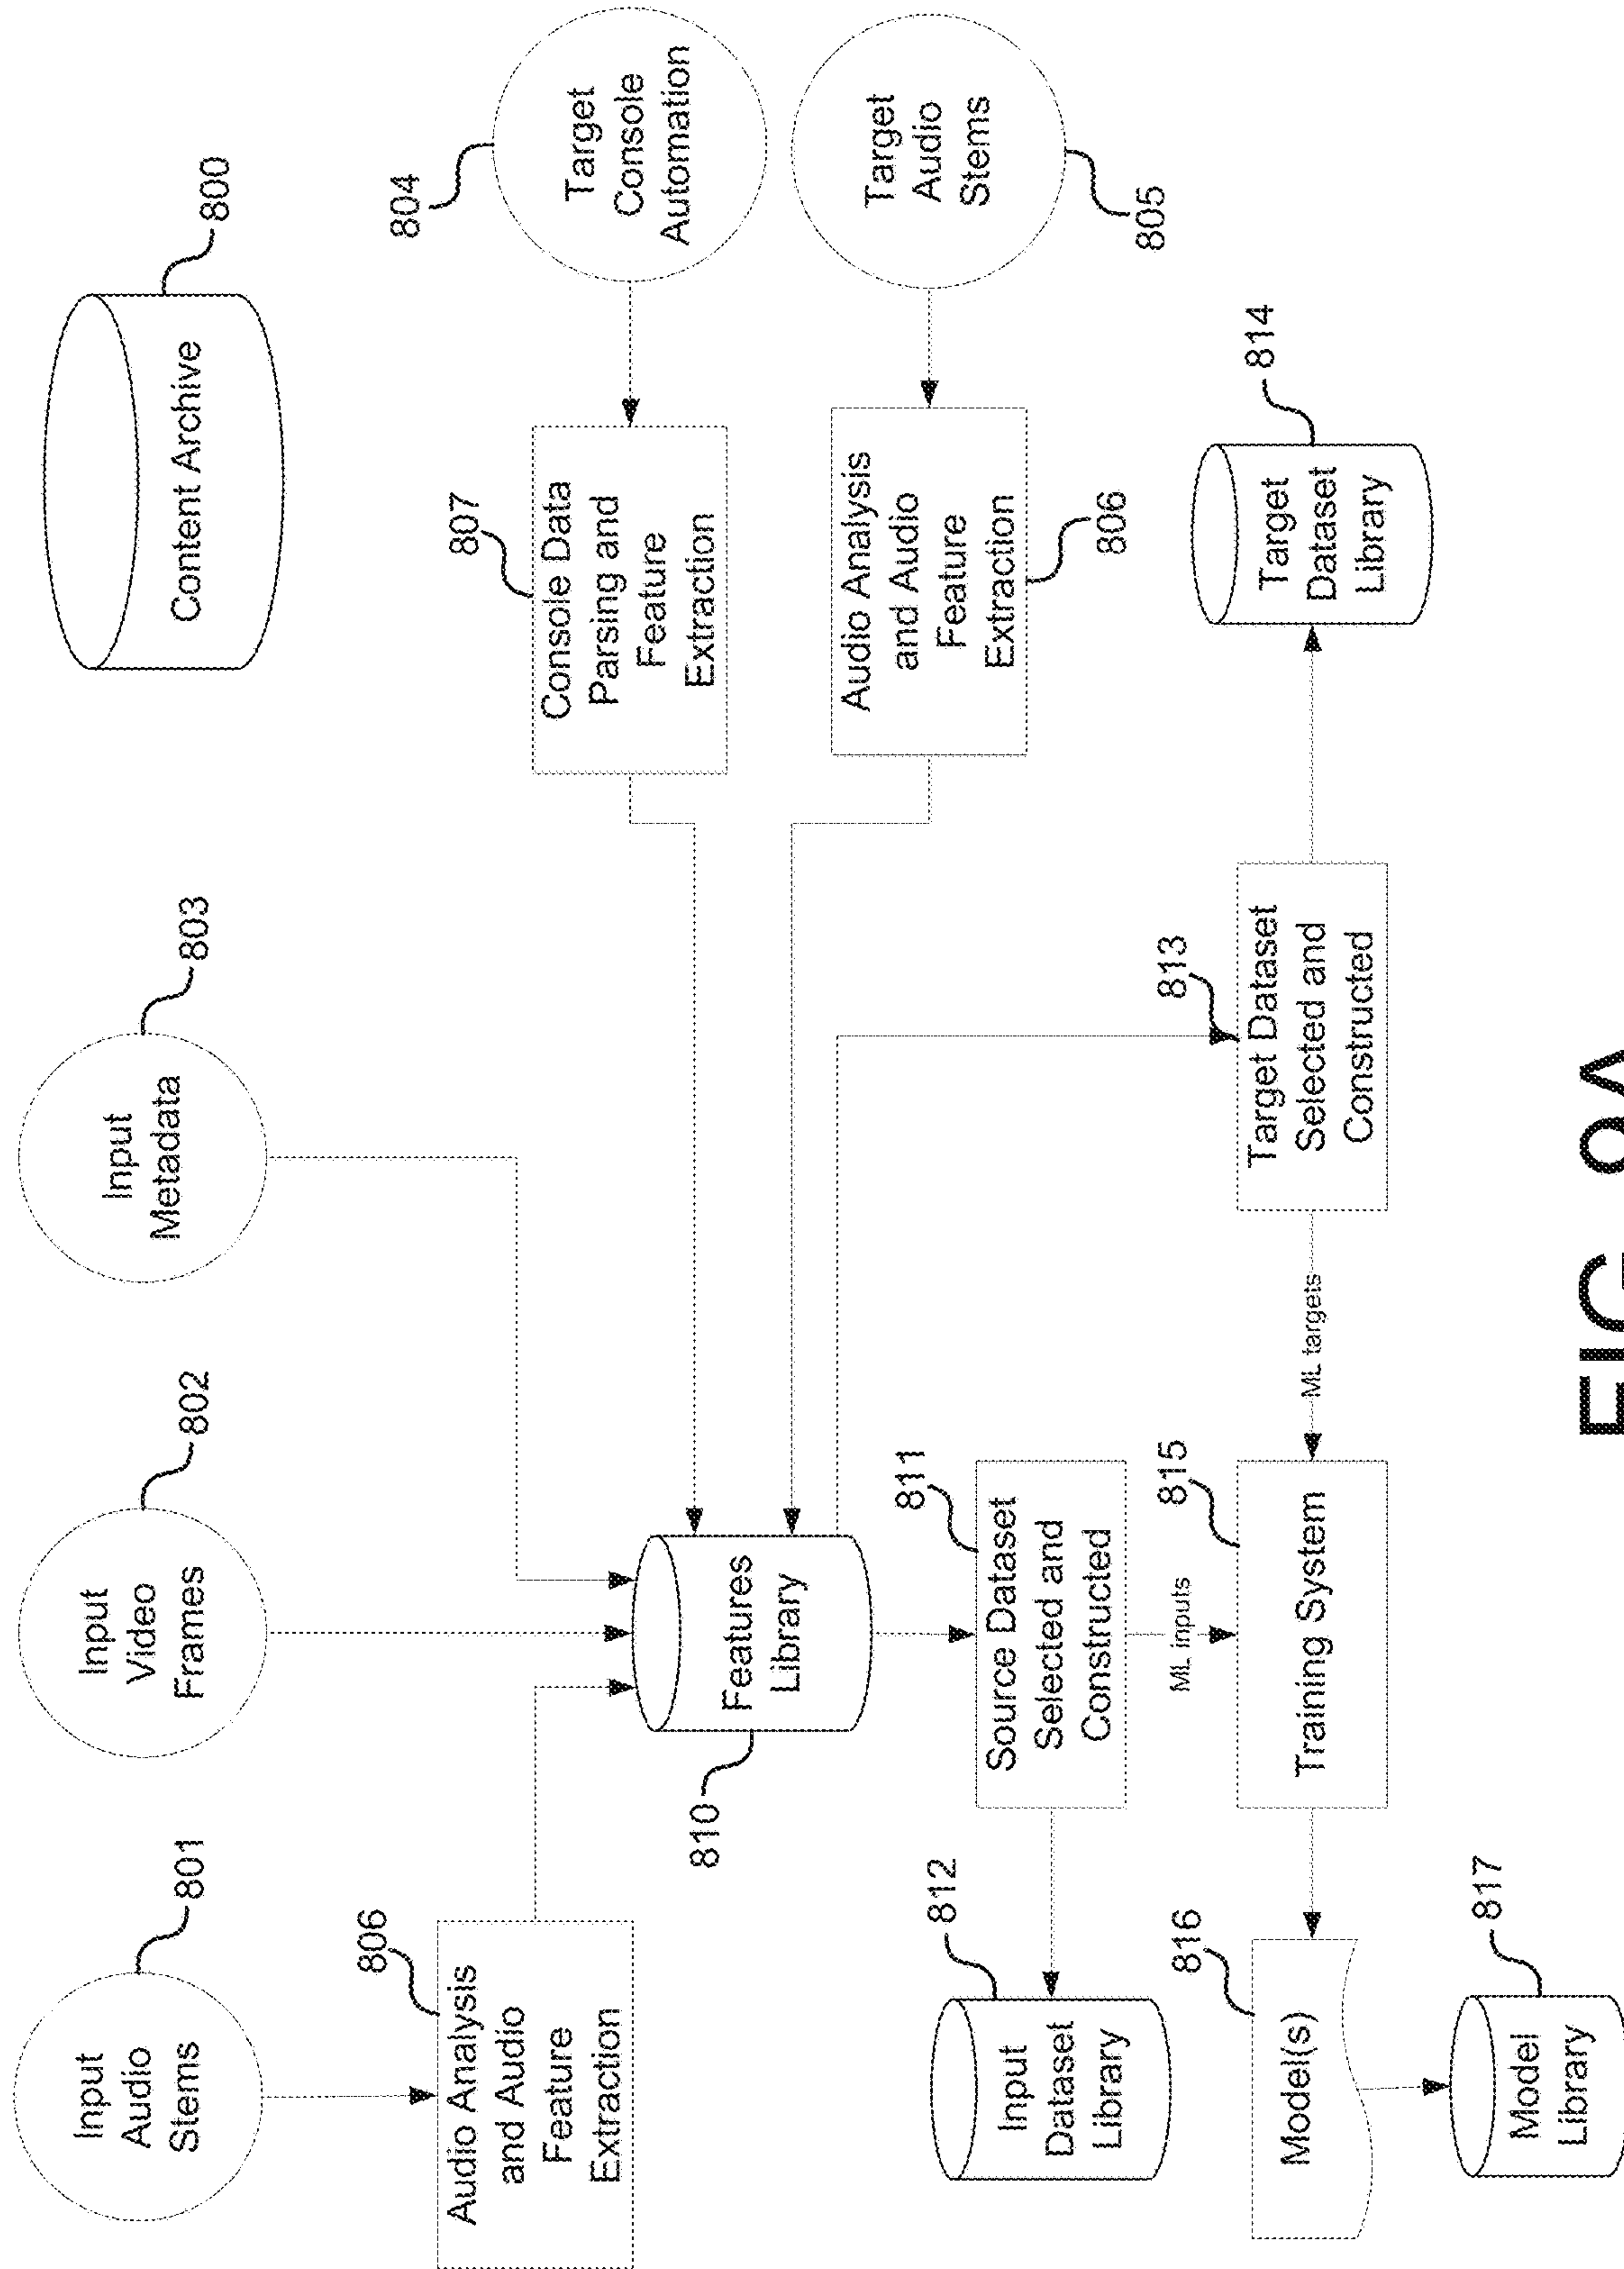 Input
Audio
Stems
801
Input
Video
Frames
802
Input
Metadata
803
Content Archive
800
806
Audio Analysis
and Audio
Feature
Extraction
807
Console Data
Parsing and
Feature
Extraction
804
Target
Console
Automation
810
Features
Library
Audio Analysis
and Audio
Feature
Extraction
806
Target
Audio
Stems
805
812
Input
Dataset
Library
811
Source Dataset
Selected and
Constructed
ML inputs
813
Target Dataset
Selected and
Constructed
814
Target
Dataset
Library
816
Model(s)
815
Training System
ML targets
817
Model
Library